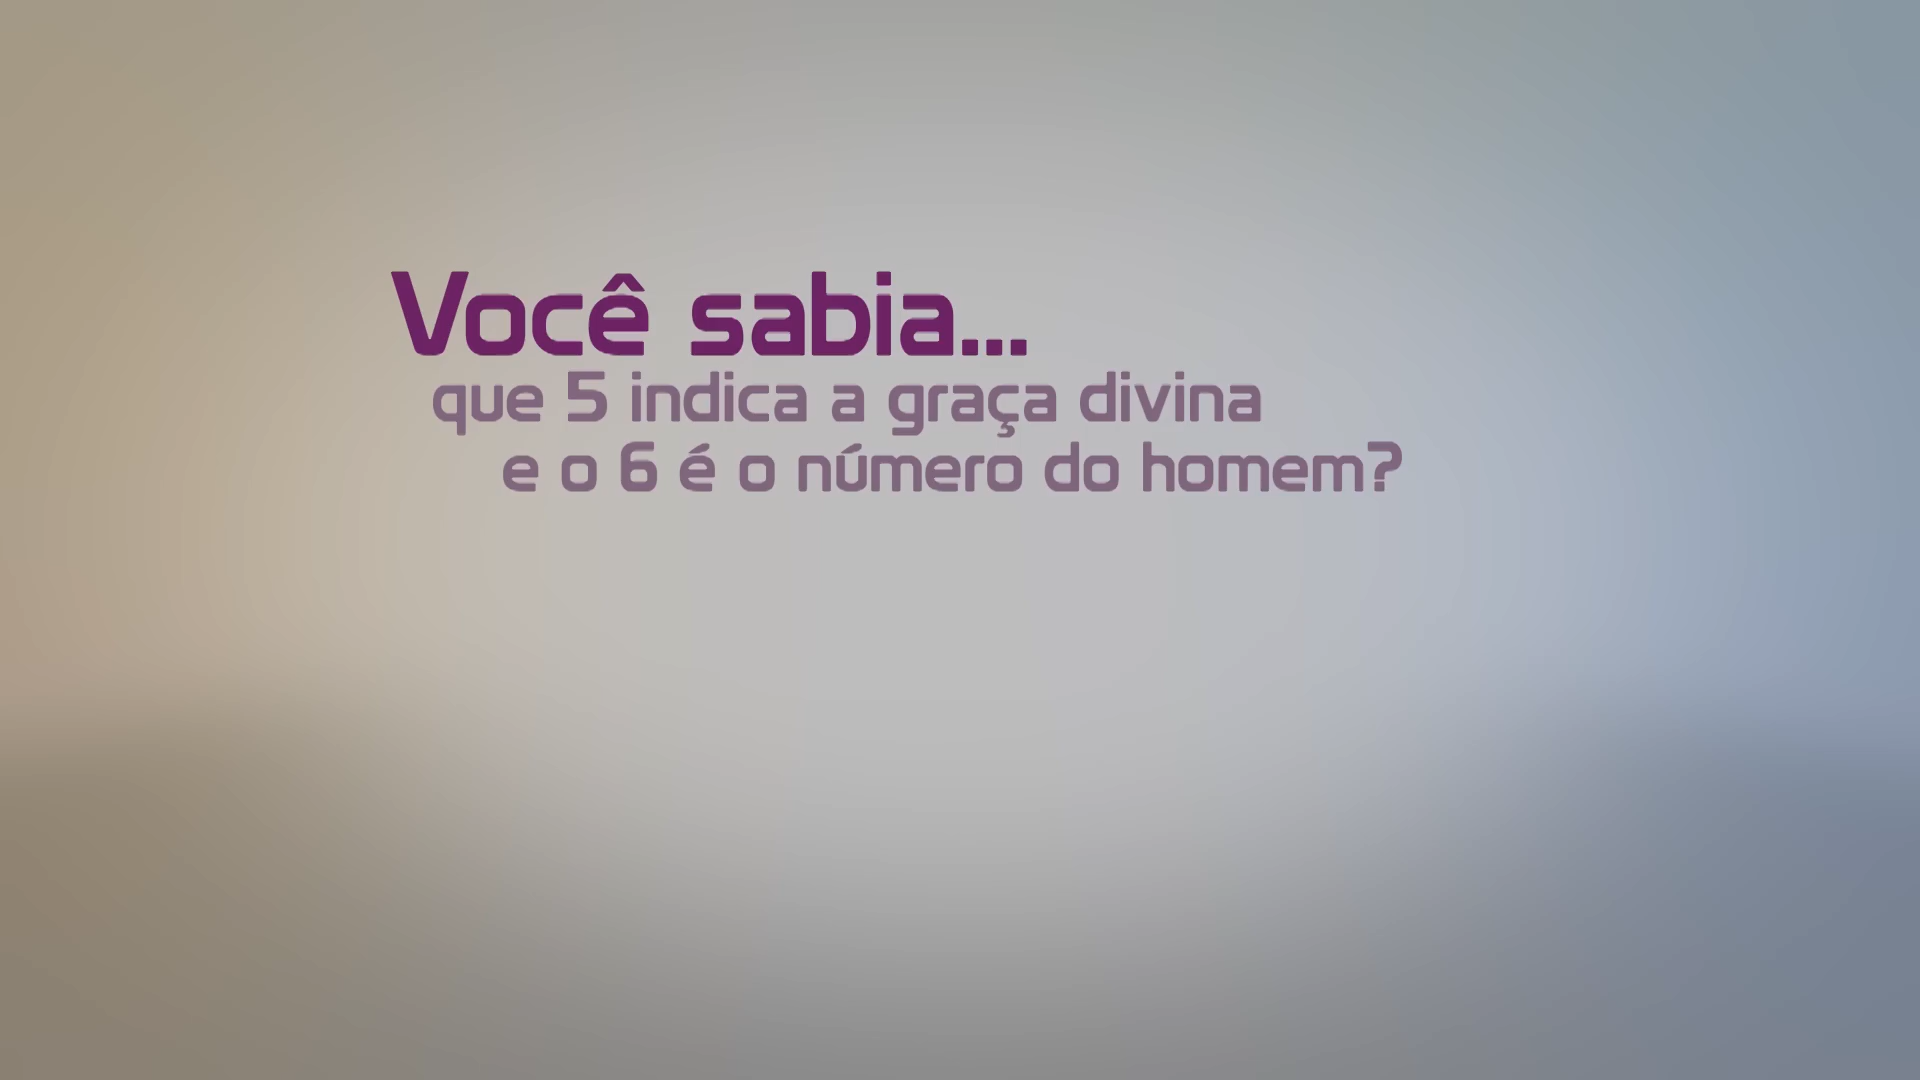 Você sabia...
que 5 indica a graça divina
e o 6 é o número do homem?